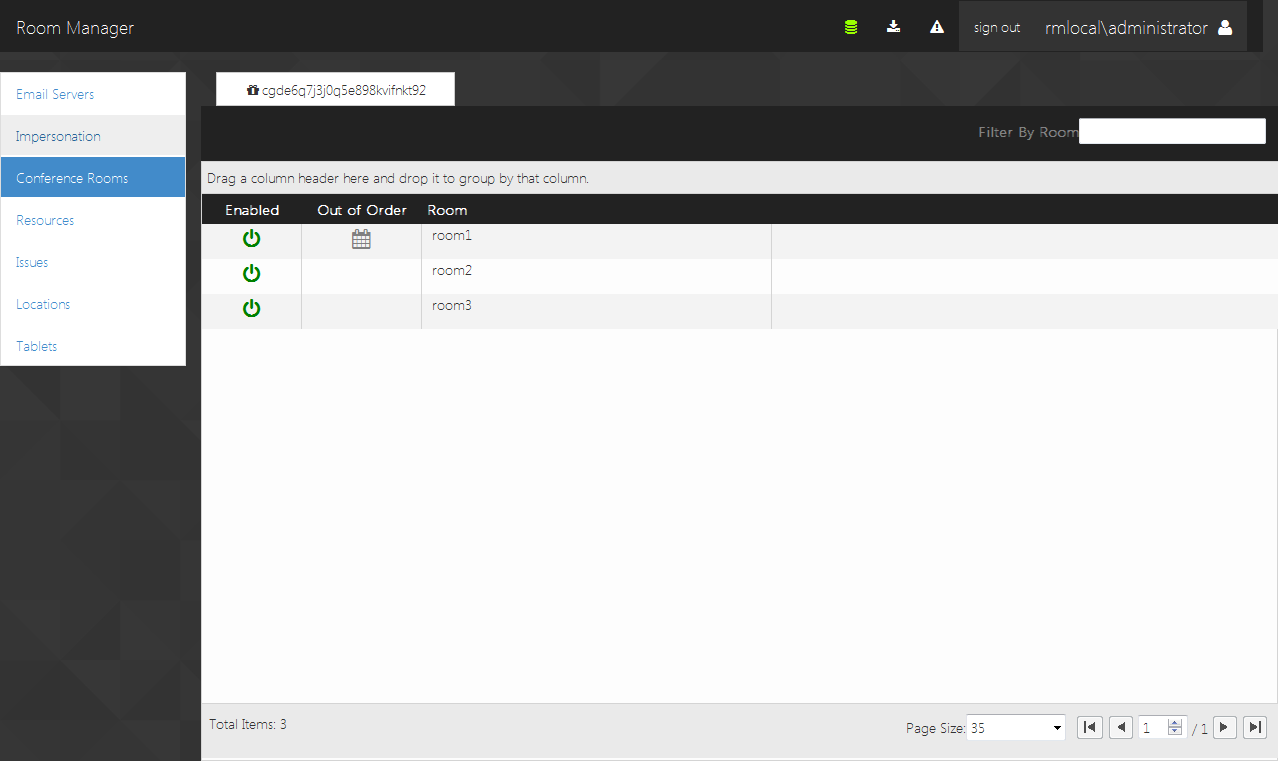 Room Manager
sign out rmlocal\administrator
Email Servers
Impersonation
Conference Rooms
Resources
Issues
Locations
Tablets
cgde6q7j3j0q5e898kvifnkt92
Filter By Room
Drag a column header here and drop it to group by that column.
Enabled Out of Order Room
room1
room2
room3
Total Items: 3
Page Size: 35 1 / 1